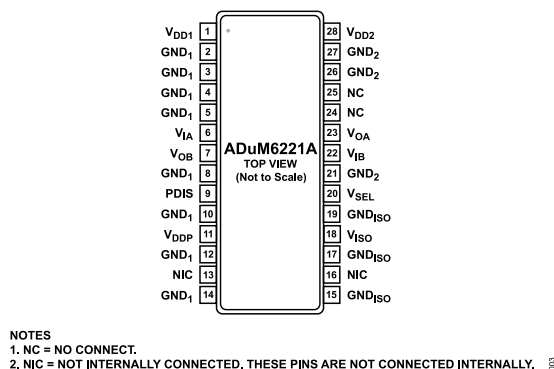 VDD1 1 28 VDD2
GND1 2 27 GND2
GND1 3 26 GND2
GND1 4 25 NC
GND1 5 24 NC
VIA 6 23 VOA
VOB 7 22 VIB
GND1 8 21 GND2
PDIS 9 20 VSEL
GND1 10 19 GNDISO
VDDP 11 18 VISO
GND1 12 17 GNDISO
NIC 13 16 NIC
GND1 14 15 GNDISO
ADuM6221A
TOP VIEW
(Not to Scale)
NOTES
1. NC = NO CONNECT.
2. NIC = NOT INTERNALLY CONNECTED. THESE PINS ARE NOT CONNECTED INTERNALLY.
003